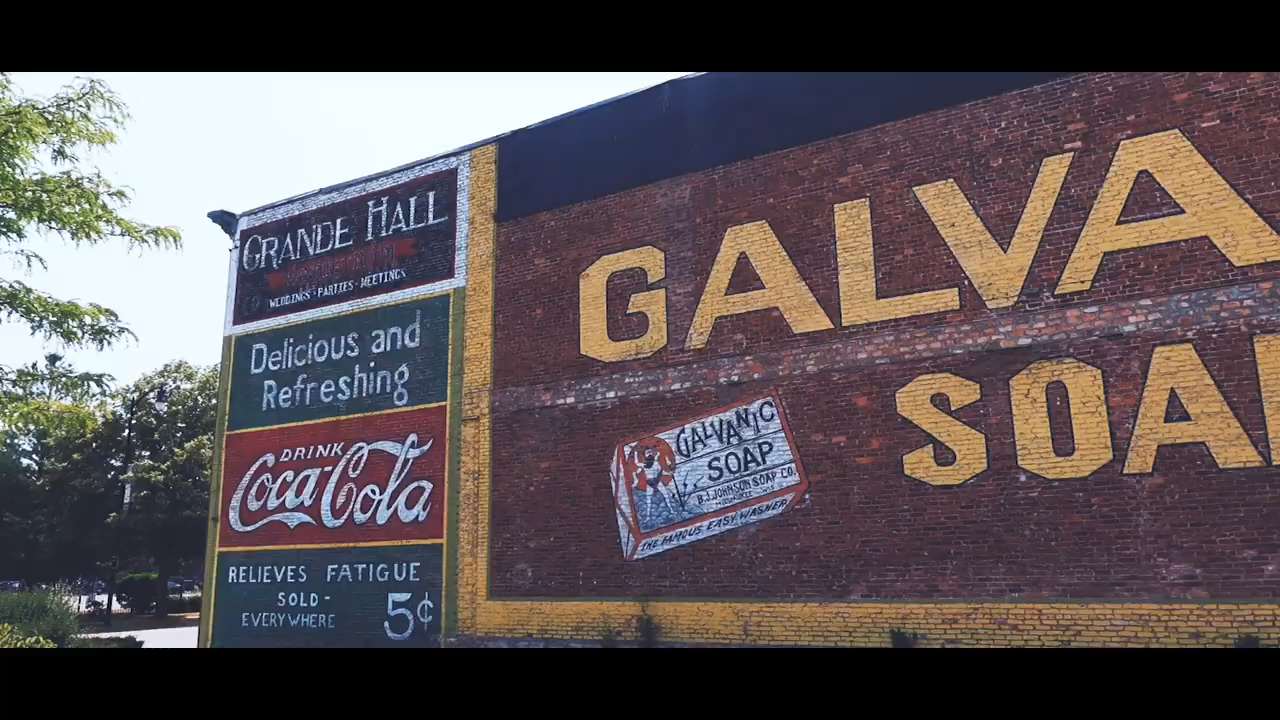 GRANDE HALL
WEDDINGS - PARTIES - MEETINGS
Delicious and
Refreshing
DRINK
Coca-Cola
RELIEVES FATIGUE
SOLD -
EVERYWHERE
5¢
GALVA
SOA
GALVANIC
SOAP
B.J. JOHNSON SOAP CO.
THE FAMOUS EASY WASHER